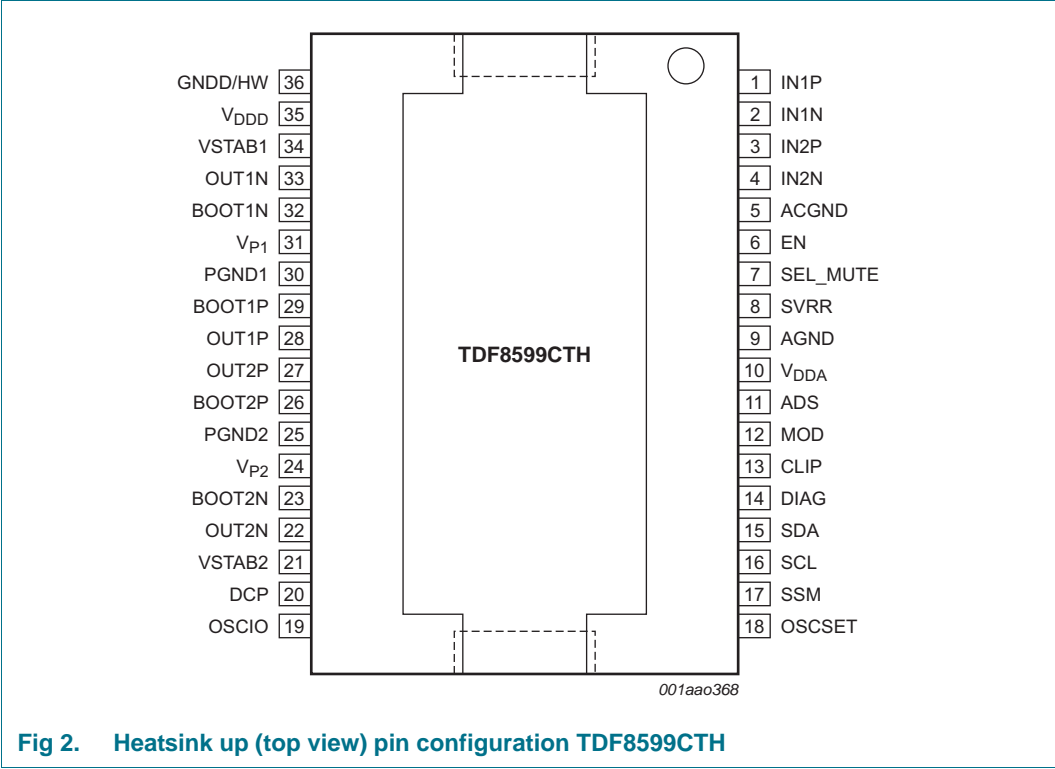 GNDD/HW 36 1 IN1P
VDDD 35 2 IN1N
VSTAB1 34 3 IN2P
OUT1N 33 4 IN2N
BOOT1N 32 5 ACGND
VP1 31 6 EN
PGND1 30 7 SEL_MUTE
BOOT1P 29 8 SVRR
OUT1P 28 9 AGND
TDF8599CTH
OUT2P 27 10 VDDA
BOOT2P 26 11 ADS
PGND2 25 12 MOD
VP2 24 13 CLIP
BOOT2N 23 14 DIAG
OUT2N 22 15 SDA
VSTAB2 21 16 SCL
DCP 20 17 SSM
OSCIO 19 18 OSCSET
001aao368
Fig 2. Heatsink up (top view) pin configuration TDF8599CTH